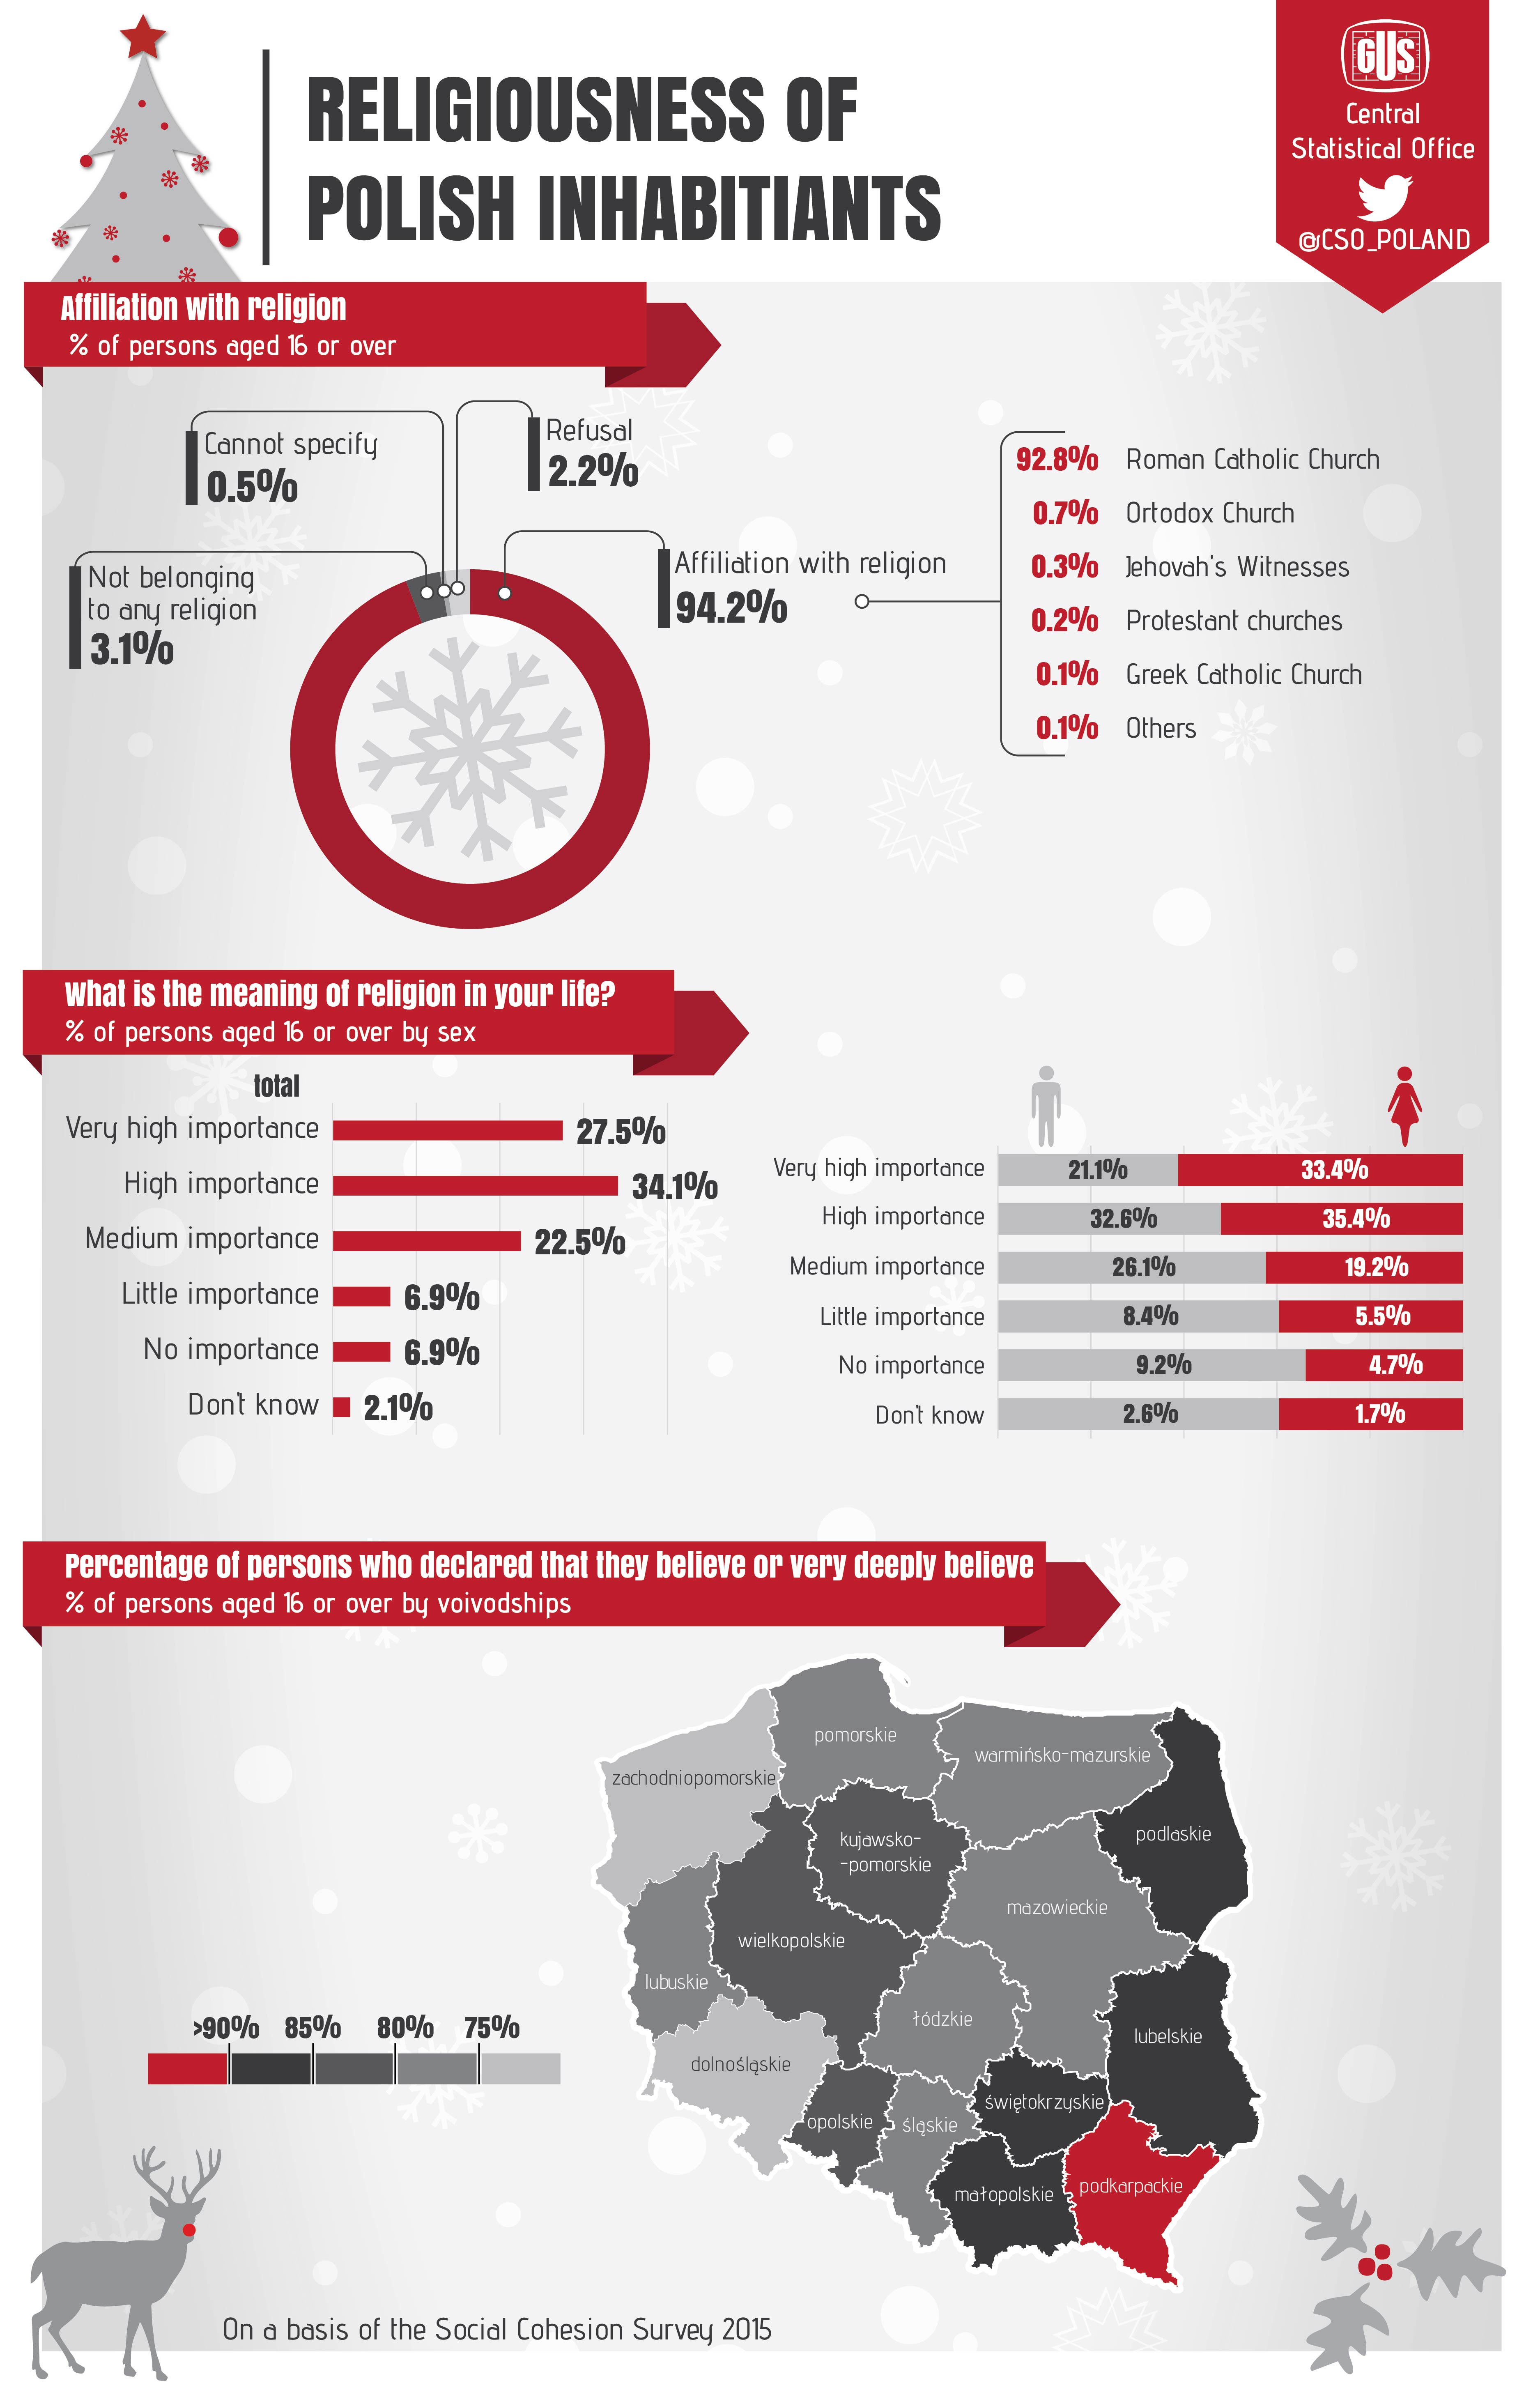 RELIGIOUSNESS OF
POLISH INHABITIANTS
GUS
Central
Statistical Office
@CSO_POLAND
Affiliation with religion
% of persons aged 16 or over
Cannot specify
0.5%
Refusal
2.2%
Not belonging
to any religion
3.1%
Affiliation with religion
94.2%
92.8% Roman Catholic Church
0.7% Ortodox Church
0.3% Jehovah's Witnesses
0.2% Protestant churches
0.1% Greek Catholic Church
0.1% Others
What is the meaning of religion in your life?
% of persons aged 16 or over by sex
total
Very high importance 27.5%
High importance 34.1%
Medium importance 22.5%
Little importance 6.9%
No importance 6.9%
Don't know 2.1%
Very high importance 21.1% 33.4%
High importance 32.6% 35.4%
Medium importance 26.1% 19.2%
Little importance 8.4% 5.5%
No importance 9.2% 4.7%
Don't know 2.6% 1.7%
Percentage of persons who declared that they believe or very deeply believe
% of persons aged 16 or over by voivodships
pomorskie
warmińsko-mazurskie
zachodniopomorskie
podlaskie
kujawsko-
-pomorskie
mazowieckie
wielkopolskie
lubuskie
łódzkie
lubelskie
dolnośląskie
świętokrzyskie
opolskie
śląskie
podkarpackie
małopolskie
>90% 85% 80% 75%
On a basis of the Social Cohesion Survey 2015